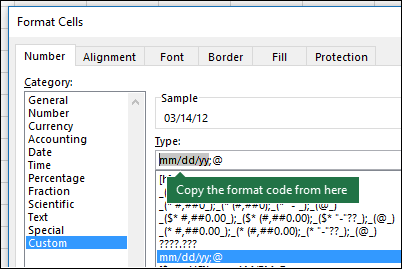 Format Cells
Number Alignment Font Border Fill Protection
Category:
General
Number
Currency
Accounting
Date
Time
Percentage
Fraction
Scientific
Text
Special
Custom
Sample
03/14/12
Type:
mm/dd/yy;@
Copy the format code from here
_($* #,##0_);_($* (#,##0);_($* "-"_);_(@_)
_(* #,##0_);_(* (#,##0);_(* "-"_);_(@_)
_($* #,##0.00_);_($* (#,##0.00);_($* "-"??_);_(@_)
_(* #,##0.00_);_(* (#,##0.00);_(* "-"??_);_(@_)
????.???
mm/dd/yy;@